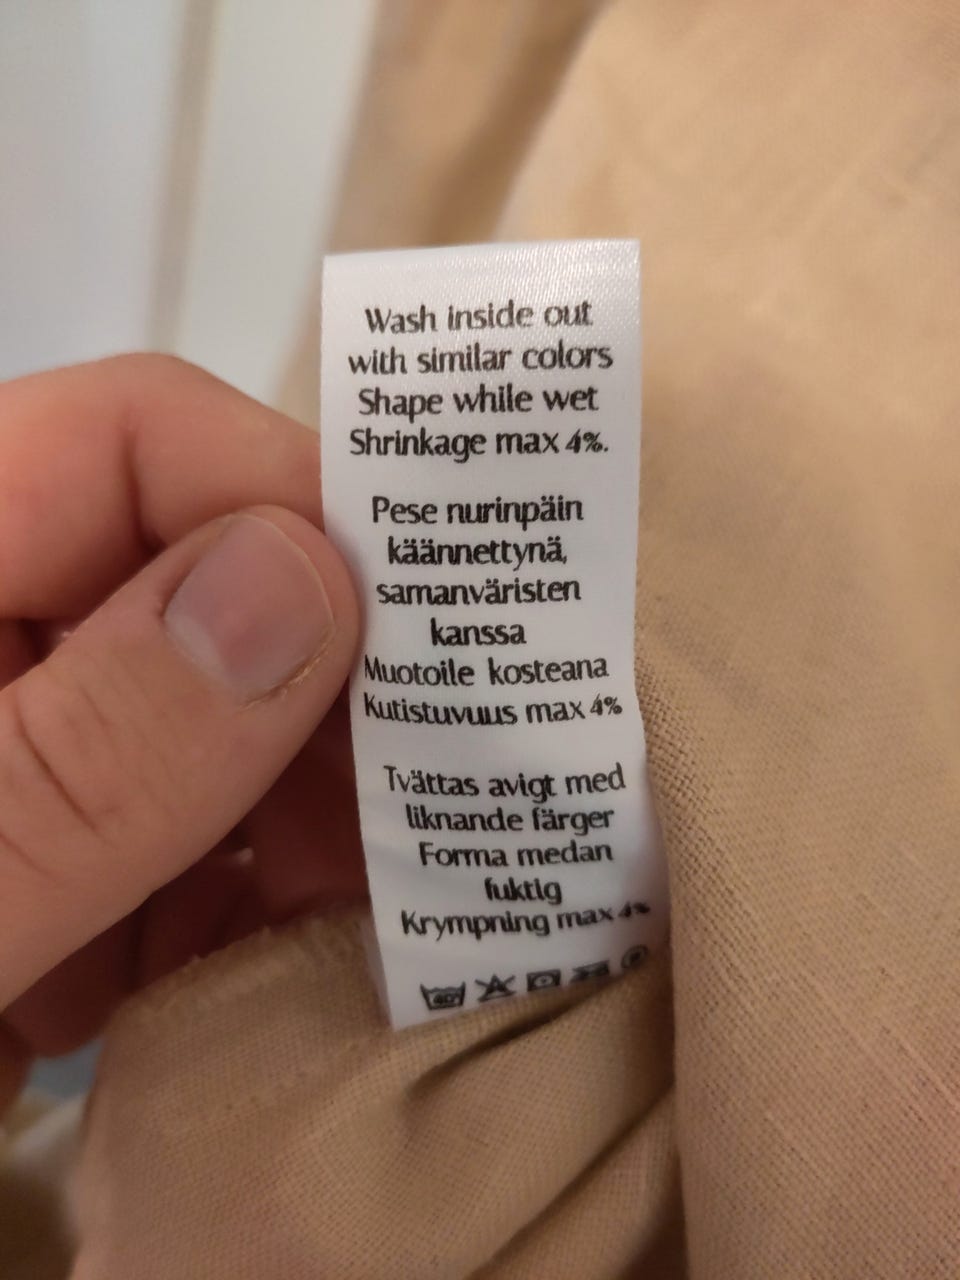 Wash inside out
with similar colors
Shape while wet
Shrinkage max 4%.
Pese nurinpäin
käännettynä,
samanväristen
kanssa
Muotoile kosteana
Kutistuvuus max 4%
Tvättas avigt med
liknande färger
Forma medan
fuktig
Krympning max 4%
40°